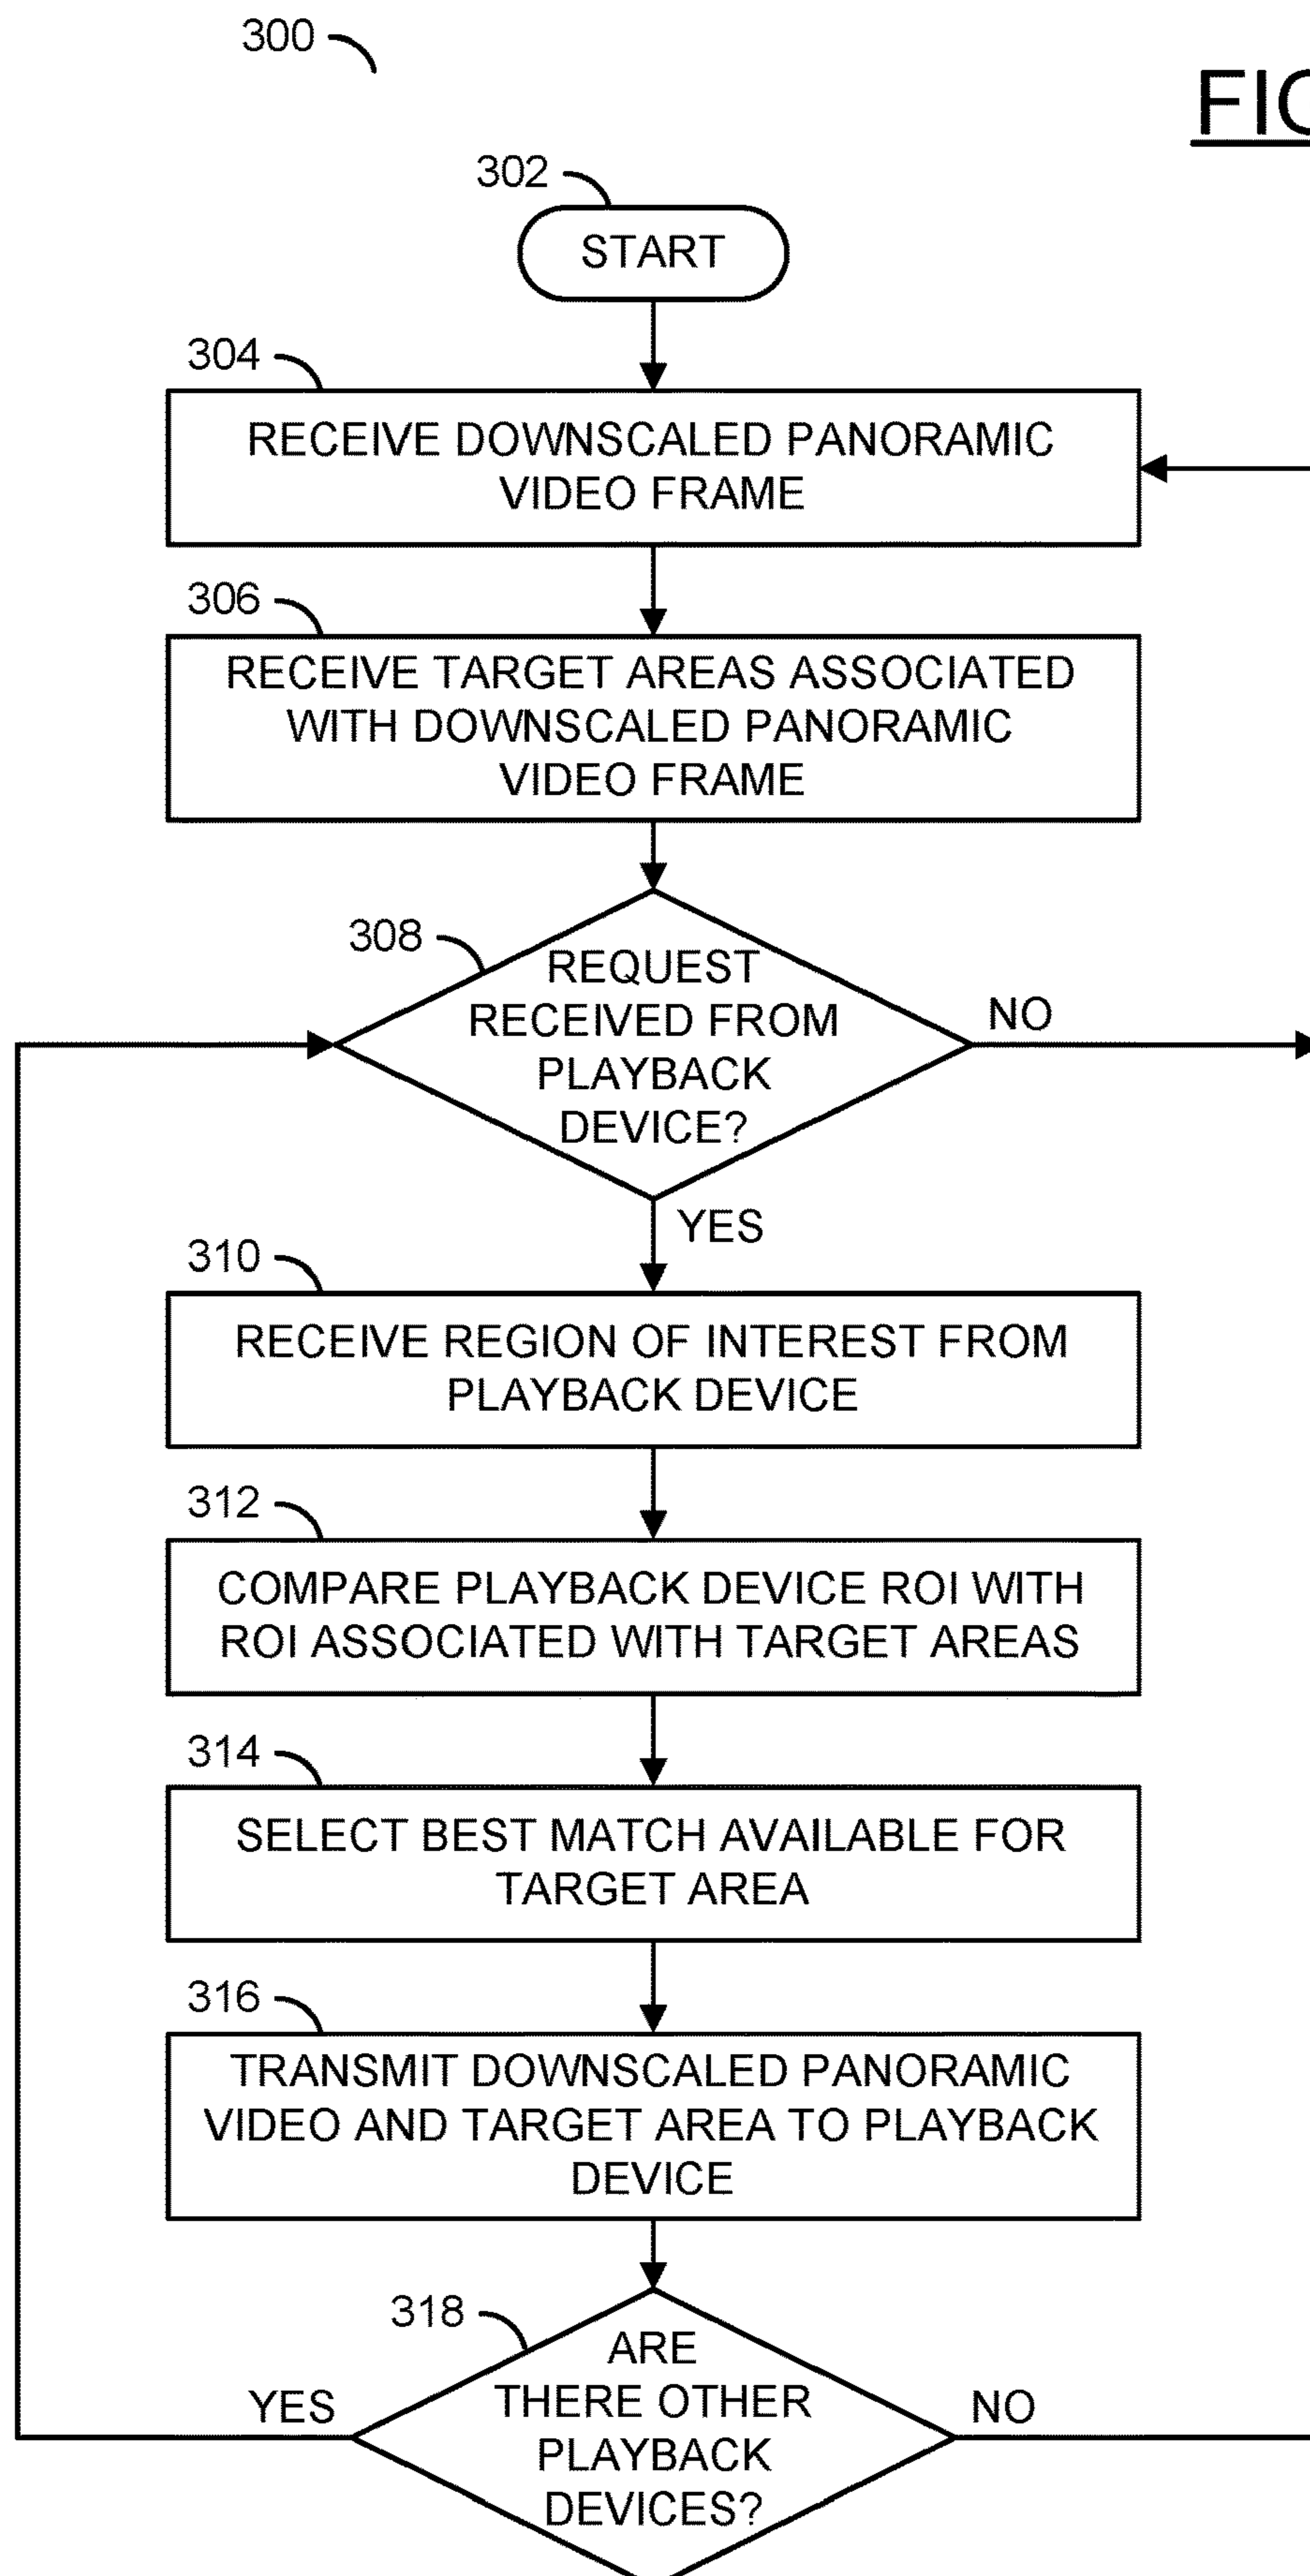 300
FIG
302
START
304
RECEIVE DOWNSCALED PANORAMIC
VIDEO FRAME
306
RECEIVE TARGET AREAS ASSOCIATED
WITH DOWNSCALED PANORAMIC
VIDEO FRAME
308
REQUEST
RECEIVED FROM
PLAYBACK
DEVICE?
NO
YES
310
RECEIVE REGION OF INTEREST FROM
PLAYBACK DEVICE
312
COMPARE PLAYBACK DEVICE ROI WITH
ROI ASSOCIATED WITH TARGET AREAS
314
SELECT BEST MATCH AVAILABLE FOR
TARGET AREA
316
TRANSMIT DOWNSCALED PANORAMIC
VIDEO AND TARGET AREA TO PLAYBACK
DEVICE
318
ARE
THERE OTHER
PLAYBACK
DEVICES?
YES
NO